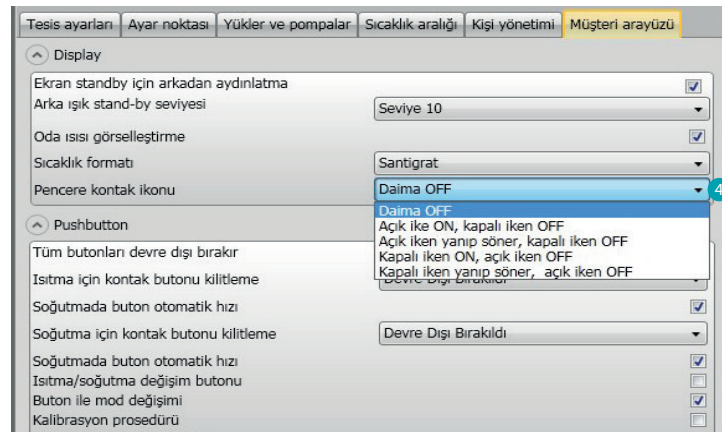 Tesis ayarları Ayar noktası Yükler ve pompalar Sıcaklık aralığı Kişi yönetimi Müşteri arayüzü
Display
Ekran standby için arkadan aydınlatma
Arka ışık stand-by seviyesi Seviye 10
Oda ısısı görselleştirme
Sıcaklık formatı Santigrat
Pencere kontak ikonu Daima OFF 4
Daima OFF
Açık ike ON, kapalı iken OFF
Açık iken yanıp söner, kapalı iken OFF
Kapalı iken ON, açık iken OFF
Kapalı iken yanıp söner, açık iken OFF
Pushbutton
Tüm butonları devre dışı bırakır
Isıtma için kontak butonu kilitleme Devre Dışı Bırakıldı
Soğutmada buton otomatik hızı
Soğutma için kontak butonu kilitleme Devre Dışı Bırakıldı
Soğutmada buton otomatik hızı
Isıtma/soğutma değişim butonu
Buton ile mod değişimi
Kalibrasyon prosedürü